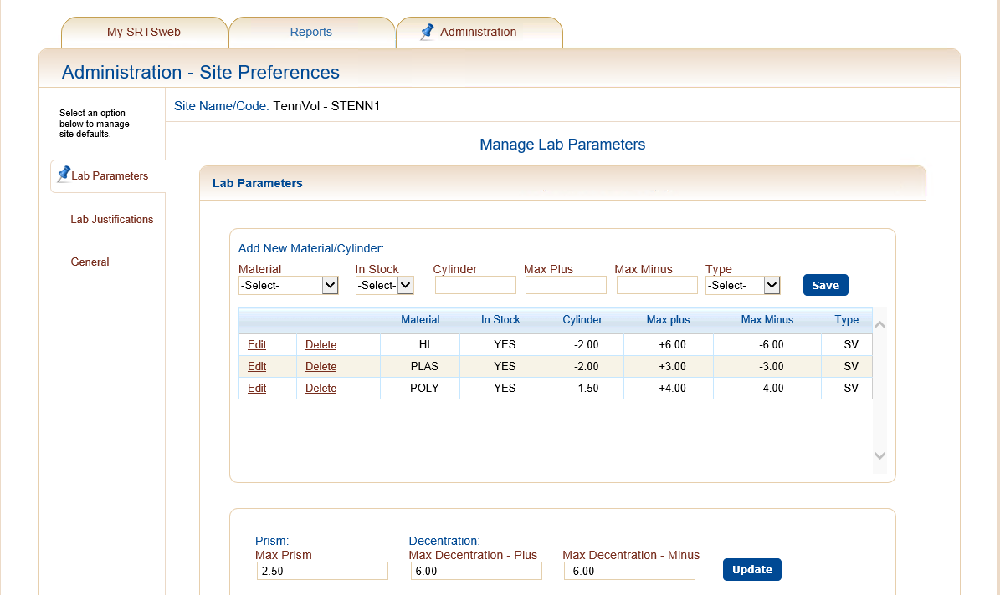 My SRTSweb Reports Administration
Administration - Site Preferences
Select an option
below to manage
site defaults.
Lab Parameters
Lab Justifications
General
Site Name/Code: TennVol - STENN1
Manage Lab Parameters
Lab Parameters
Add New Material/Cylinder:
Material In Stock Cylinder Max Plus Max Minus Type
-Select- -Select- -Select- Save
Material In Stock Cylinder Max plus Max Minus Type
Edit Delete HI YES -2.00 +6.00 -6.00 SV
Edit Delete PLAS YES -2.00 +3.00 -3.00 SV
Edit Delete POLY YES -1.50 +4.00 -4.00 SV
Prism: Decentration:
Max Prism Max Decentration - Plus Max Decentration - Minus
2.50 6.00 -6.00 Update